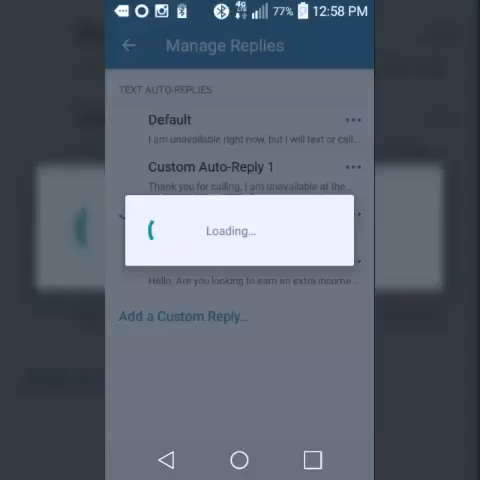 4G
LTE
77%
12:58 PM
Manage Replies
TEXT AUTO-REPLIES
Default
I am unavailable right now, but I will text or call...
Custom Auto-Reply 1
Thank you for calling, I am unavailable at the...
Loading...
Hello, Are you looking to earn an extra income...
Add a Custom Reply...